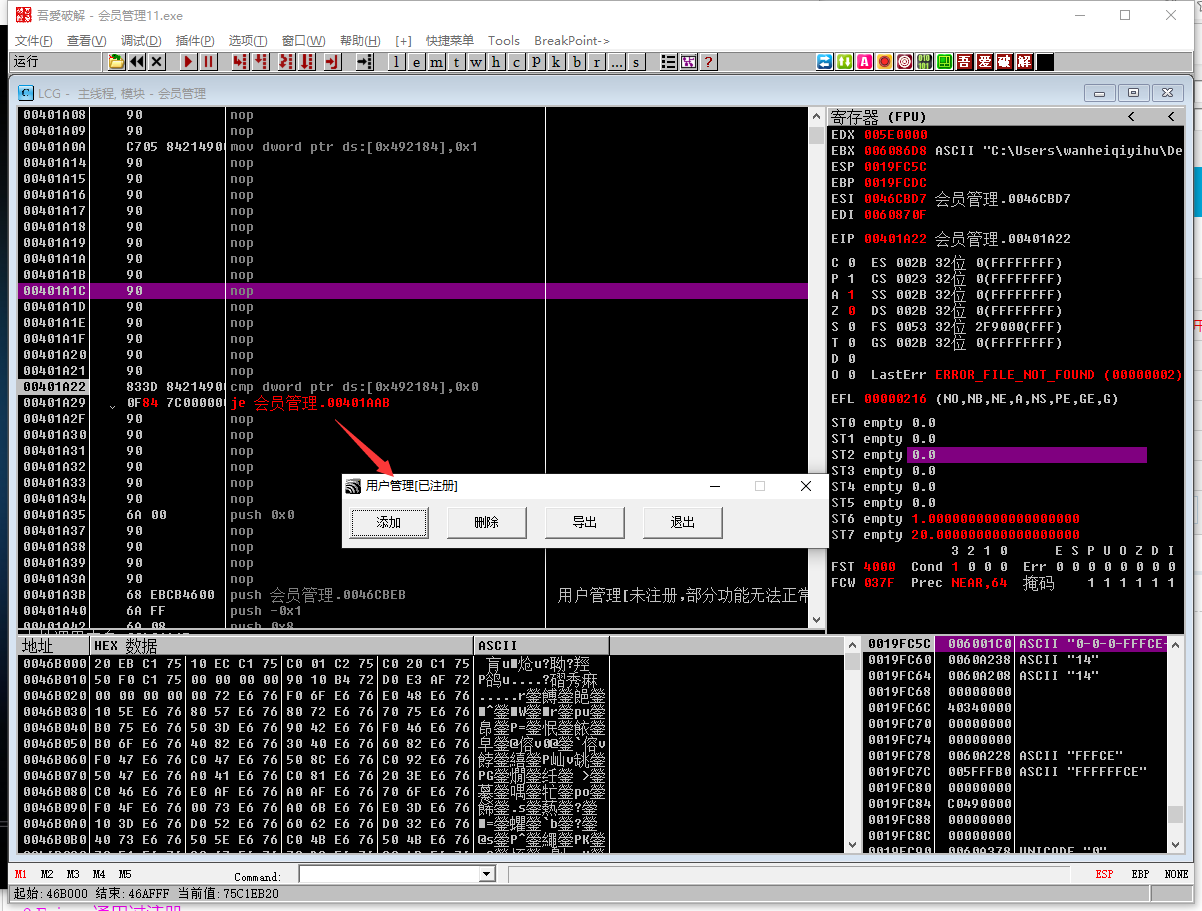 吾愛破解 - 会员管理11.exe
文件(F) 查看(V) 调试(D) 插件(P) 选项(T) 窗口(W) 帮助(H) [+] 快捷菜单 Tools BreakPoint->
运行 l e m t w h c P k b r ... s ? 吾 爱 破 解
LCG - 主线程, 模块 - 会员管理
00401A08 90 nop
00401A09 90 nop
00401A0A C705 84214900 mov dword ptr ds:[0x492184],0x1
00401A14 90 nop
00401A15 90 nop
00401A16 90 nop
00401A17 90 nop
00401A18 90 nop
00401A19 90 nop
00401A1A 90 nop
00401A1B 90 nop
00401A1C 90 nop
00401A1D 90 nop
00401A1E 90 nop
00401A1F 90 nop
00401A20 90 nop
00401A21 90 nop
00401A22 833D 84214900 cmp dword ptr ds:[0x492184],0x0
00401A29 0F84 7C00000 je 会员管理.00401AAB
00401A2F 90 nop
00401A30 90 nop
00401A31 90 nop
00401A32 90 nop
00401A33 90 nop
00401A34 90 nop
00401A35 6A 00 push 0x0
00401A37 90 nop
00401A38 90 nop
00401A39 90 nop
00401A3A 90 nop
00401A3B 68 EBCB4600 push 会员管理.0046CBEB 用户管理[未注册,部分功能无法正常
00401A40 6A FF push -0x1
00401A42 6A 08 push 0x8
用户管理[已注册]
添加 删除 导出 退出
寄存器 (FPU) < <
EDX 005E0000
EBX 006086D8 ASCII "C:\Users\wanheiqiyihu\De
ESP 0019FC5C
EBP 0019FCDC
ESI 0046CBD7 会员管理.0046CBD7
EDI 0060870F
EIP 00401A22 会员管理.00401A22
C 0 ES 002B 32位 0(FFFFFFFF)
P 1 CS 0023 32位 0(FFFFFFFF)
A 1 SS 002B 32位 0(FFFFFFFF)
Z 0 DS 002B 32位 0(FFFFFFFF)
S 0 FS 0053 32位 2F9000(FFF)
T 0 GS 002B 32位 0(FFFFFFFF)
D 0
O 0 LastErr ERROR_FILE_NOT_FOUND (00000002)
EFL 00000216 (NO,NB,NE,A,NS,PE,GE,G)
ST0 empty 0.0
ST1 empty 0.0
ST2 empty 0.0
ST3 empty 0.0
ST4 empty 0.0
ST5 empty 0.0
ST6 empty 1.0000000000000000000
ST7 empty 20.000000000000000000
3 2 1 0 E S P U O Z D I
FST 4000 Cond 1 0 0 0 Err 0 0 0 0 0 0 0 0
FCW 037F Prec NEAR,64 掩码 1 1 1 1 1 1
地址 HEX 数据 ASCII
0046B000 20 EB C1 75 10 EC C1 75 C0 01 C2 75 C0 20 C1 75
0046B010 50 F0 C1 75 00 00 00 00 90 10 B4 72 D0 E3 AF 72
0046B020 00 00 00 00 00 72 E6 76 F0 6F E6 76 E0 48 E6 76
0046B030 10 5E E6 76 80 57 E6 76 80 72 E6 76 70 75 E6 76
0046B040 B0 75 E6 76 50 3D E6 76 90 42 E6 76 F0 46 E6 76
0046B050 B0 6F E6 76 40 82 E6 76 30 40 E6 76 60 82 E6 76
0046B060 F0 47 E6 76 C0 47 E6 76 50 8C E6 76 C0 92 E6 76
0046B070 50 47 E6 76 A0 41 E6 76 C0 81 E6 76 20 3E E6 76
0046B080 C0 46 E6 76 E0 AF E6 76 A0 AF E6 76 70 6F E6 76
0046B090 F0 4F E6 76 00 73 E6 76 A0 6B E6 76 E0 3D E6 76
0046B0A0 10 3D E6 76 D0 52 E6 76 60 62 E6 76 D0 32 E6 76
0046B0B0 40 73 E6 76 50 5E E6 76 C0 4B E6 76 50 4B E6 76
0019FC5C 006001C0 ASCII "0-0-0-FFFCE-
0019FC60 0060A238 ASCII "14"
0019FC64 0060A208 ASCII "14"
0019FC68 00000000
0019FC6C 40340000
0019FC70 00000000
0019FC74 00000000
0019FC78 0060A228 ASCII "FFFCE"
0019FC7C 005FFFB0 ASCII "FFFFFFCE"
0019FC80 00000000
0019FC84 C0490000
0019FC88 00000000
0019FC8C 00000000
0019FC90 0060A378 UNICODE "0"
M1 M2 M3 M4 M5 Command: ESP EBP NONE
起始: 46B000 结束: 46AFFF 当前值: 75C1EB20